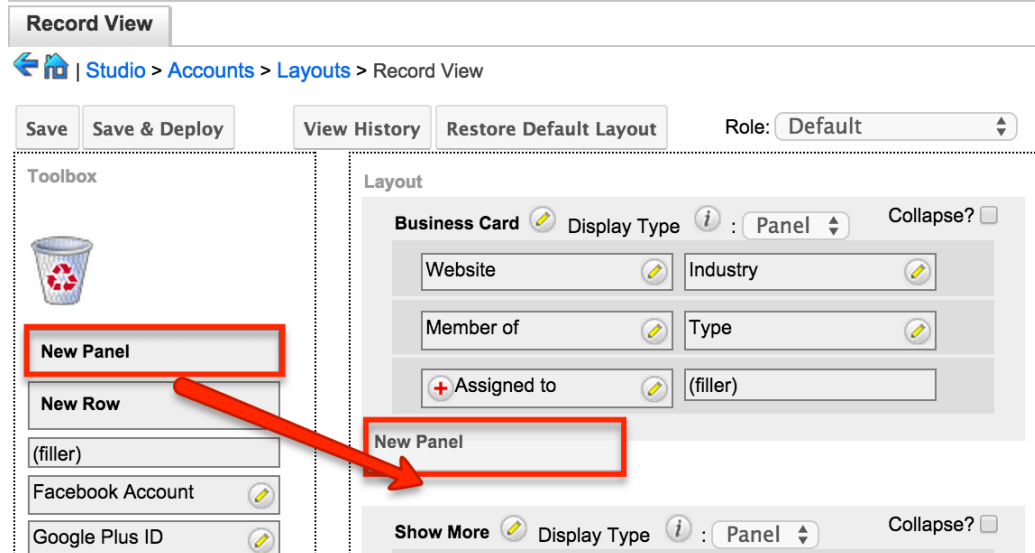 Record View
| Studio > Accounts > Layouts > Record View
Save Save & Deploy View History Restore Default Layout Role: Default
Toolbox
New Panel
New Row
(filler)
Facebook Account
Google Plus ID
Layout
Business Card Display Type i : Panel Collapse?
Website Industry
Member of Type
Assigned to (filler)
New Panel
Show More Display Type i : Panel Collapse?